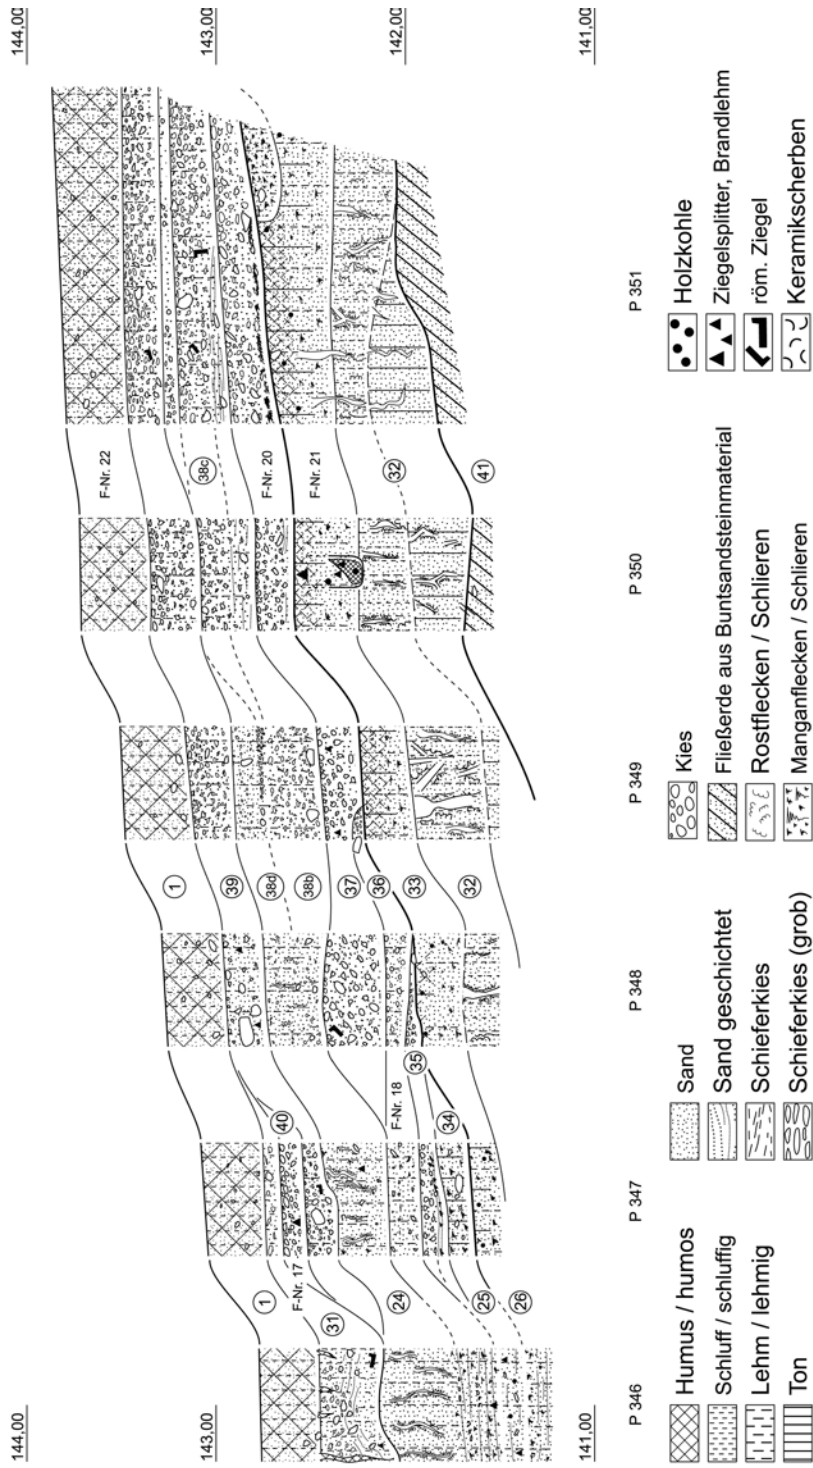 144,00
143,00
141,00
1
F-Nr. 17
31
24
25
26
40
F-Nr. 18
35
34
1
39
38d
38b
37
36
33
32
F-Nr. 22
38c
F-Nr. 20
F-Nr. 21
32
41
144,00
143,00
142,00
141,00
P 346
P 347
P 348
P 349
P 350
P 351
Humus / humos
Schluff / schluffig
Lehm / lehmig
Ton
Sand
Sand geschichtet
Schieferkies
Schieferkies (grob)
Kies
Fließerde aus Buntsandsteinmaterial
Rostflecken / Schlieren
Manganflecken / Schlieren
Holzkohle
Ziegelsplitter, Brandlehm
röm. Ziegel
Keramikscherben